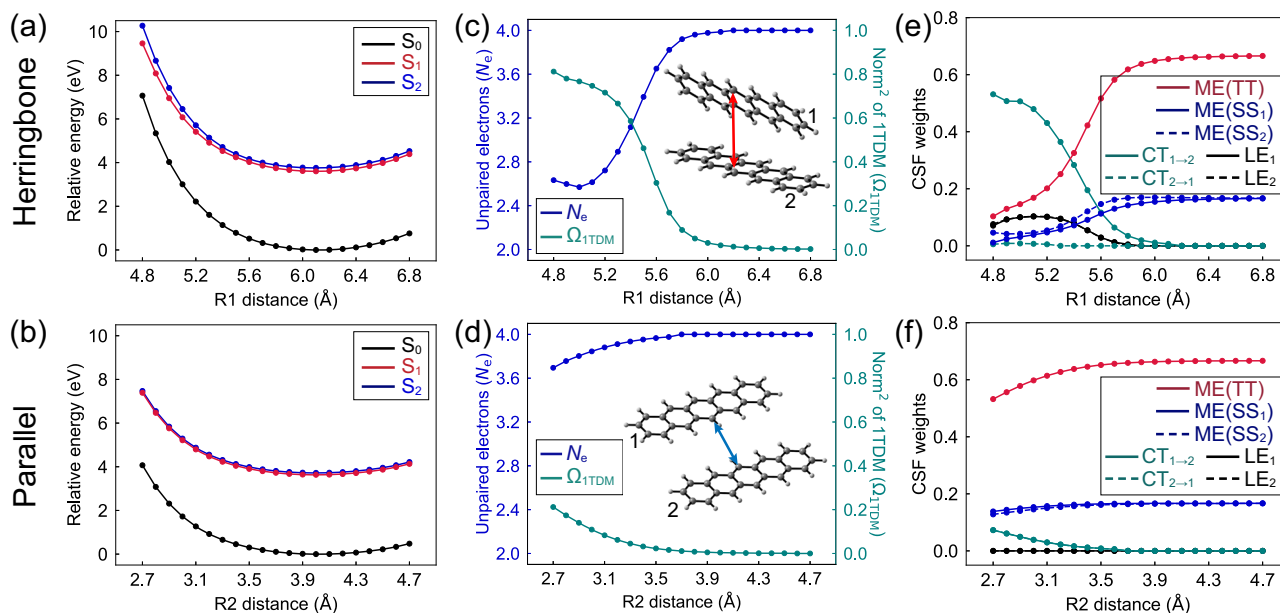 Herringbone
(a)
Relative energy (eV)
10
8
6
4
2
0
S₀
S₁
S₂
4.8 5.2 5.6 6.0 6.4 6.8
R1 distance (Å)
(c)
Unpaired electrons (Nₑ)
4.0
3.6
3.2
2.8
2.4
2.0
Nₑ
Ω1TDM
1
2
1.0
0.8
0.6
0.4
0.2
0.0
Norm² of 1TDM (Ω1TDM)
4.8 5.2 5.6 6.0 6.4 6.8
R1 distance (Å)
(e)
CSF weights
0.8
0.6
0.4
0.2
0.0
ME(TT)
ME(SS₁)
ME(SS₂)
CT₁→₂ LE₁
CT₂→₁ LE₂
4.8 5.2 5.6 6.0 6.4 6.8
R1 distance (Å)
Parallel
(b)
Relative energy (eV)
10
8
6
4
2
0
S₀
S₁
S₂
2.7 3.1 3.5 3.9 4.3 4.7
R2 distance (Å)
(d)
Unpaired electrons (Nₑ)
4.0
3.6
3.2
2.8
2.4
2.0
Nₑ
Ω1TDM
1
2
1.0
0.8
0.6
0.4
0.2
0.0
Norm² of 1TDM (Ω1TDM)
2.7 3.1 3.5 3.9 4.3 4.7
R2 distance (Å)
(f)
CSF weights
0.8
0.6
0.4
0.2
0.0
ME(TT)
ME(SS₁)
ME(SS₂)
CT₁→₂ LE₁
CT₂→₁ LE₂
2.7 3.1 3.5 3.9 4.3 4.7
R2 distance (Å)